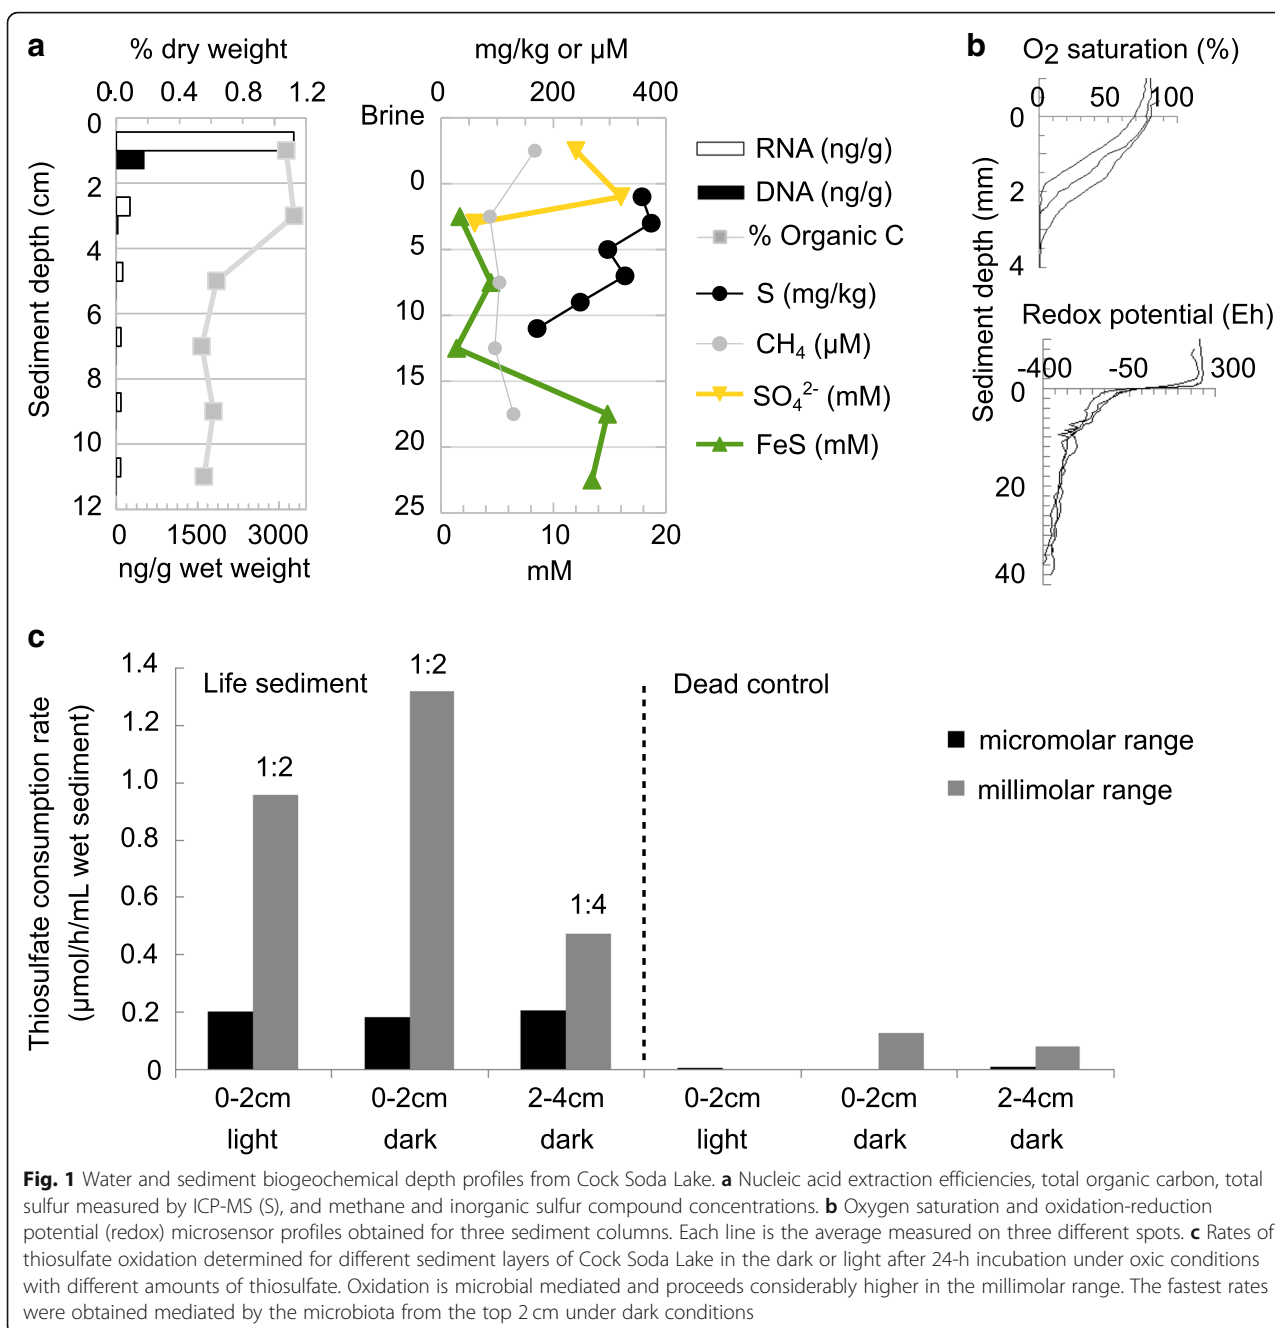 a
% dry weight
0.0 0.4 0.8 1.2
0
2
4
6
8
10
12
Sediment depth (cm)
0 1500 3000
ng/g wet weight
mg/kg or µM
0 200 400
Brine
0
5
10
15
20
25
0 10 20
mM
RNA (ng/g)
DNA (ng/g)
% Organic C
S (mg/kg)
CH4 (µM)
SO4 2- (mM)
FeS (mM)
b
O2 saturation (%)
0 50 100
0
2
4
Sediment depth (mm)
Redox potential (Eh)
-400 -50 300
0
20
40
c
1.4
1.2
1.0
0.8
0.6
0.4
0.2
0
Thiosulfate consumption rate
(µmol/h/mL wet sediment)
Life sediment
Dead control
1:2
1:2
1:4
micromolar range
millimolar range
0-2cm 0-2cm 2-4cm 0-2cm 0-2cm 2-4cm
light dark dark light dark dark
Fig. 1 Water and sediment biogeochemical depth profiles from Cock Soda Lake. a Nucleic acid extraction efficiencies, total organic carbon, total
sulfur measured by ICP-MS (S), and methane and inorganic sulfur compound concentrations. b Oxygen saturation and oxidation-reduction
potential (redox) microsensor profiles obtained for three sediment columns. Each line is the average measured on three different spots. c Rates of
thiosulfate oxidation determined for different sediment layers of Cock Soda Lake in the dark or light after 24-h incubation under oxic conditions
with different amounts of thiosulfate. Oxidation is microbial mediated and proceeds considerably higher in the millimolar range. The fastest rates
were obtained mediated by the microbiota from the top 2 cm under dark conditions